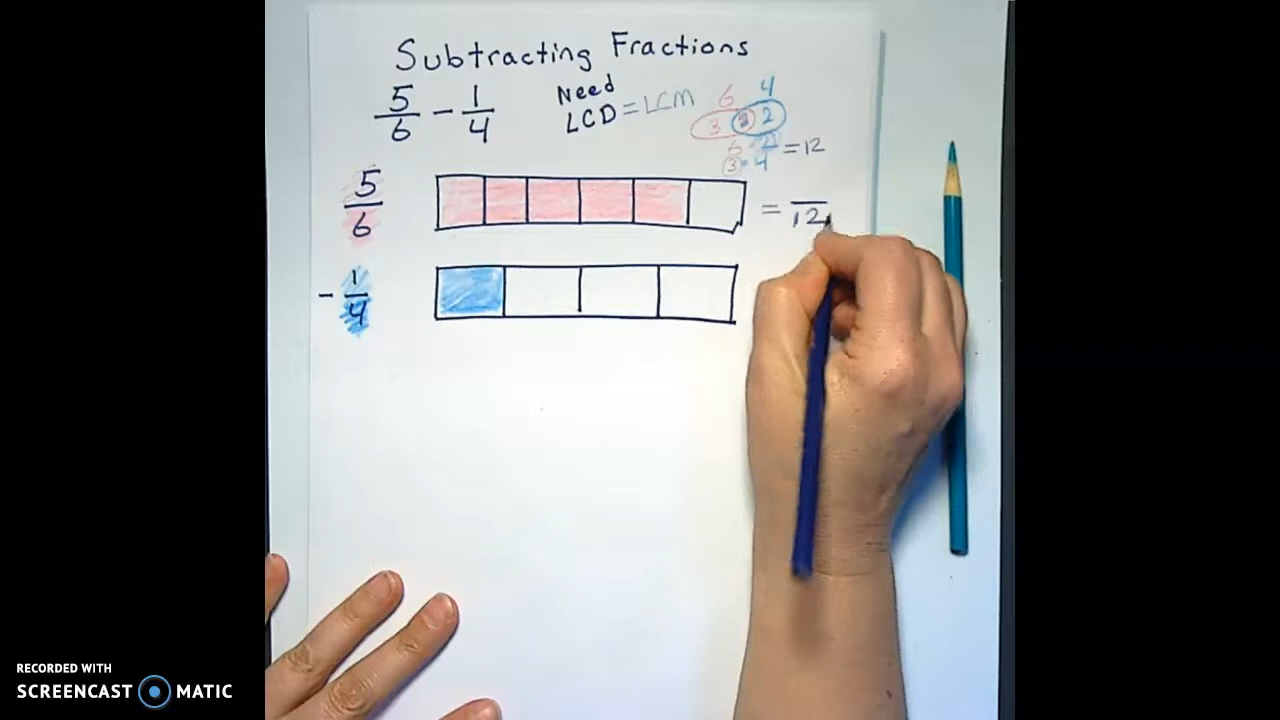 Subtracting Fractions
5/6 - 1/4
Need
LCD = LCM
6 4
3 2 2
6 · 2 = 12
3 · 4
5/6
= /12
- 1/4
RECORDED WITH
SCREENCAST MATIC